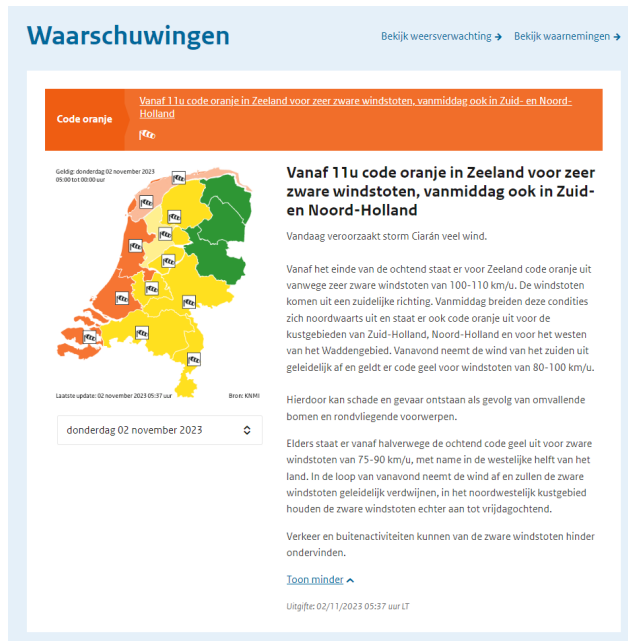 Waarschuwingen
Bekijk weersverwachting → Bekijk waarnemingen →
Code oranje
Vanaf 11u code oranje in Zeeland voor zeer zware windstoten, vanmiddag ook in Zuid- en Noord-
Holland
Geldig: donderdag 02 november 2023
05:00 tot 00:00 uur
Laatste update: 02 november 2023 05:37 uur
Bron: KNMI
donderdag 02 november 2023
Vanaf 11u code oranje in Zeeland voor zeer
zware windstoten, vanmiddag ook in Zuid-
en Noord-Holland
Vandaag veroorzaakt storm Ciarán veel wind.
Vanaf het einde van de ochtend staat er voor Zeeland code oranje uit
vanwege zeer zware windstoten van 100-110 km/u. De windstoten
komen uit een zuidelijke richting. Vanmiddag breiden deze condities
zich noordwaarts uit en staat er ook code oranje uit voor de
kustgebieden van Zuid-Holland, Noord-Holland en voor het westen
van het Waddengebied. Vanavond neemt de wind van het zuiden uit
geleidelijk af en geldt er code geel voor windstoten van 80-100 km/u.
Hierdoor kan schade en gevaar ontstaan als gevolg van omvallende
bomen en rondvliegende voorwerpen.
Elders staat er vanaf halverwege de ochtend code geel uit voor zware
windstoten van 75-90 km/u, met name in de westelijke helft van het
land. In de loop van vanavond neemt de wind af en zullen de zware
windstoten geleidelijk verdwijnen, in het noordwestelijk kustgebied
houden de zware windstoten echter aan tot vrijdagochtend.
Verkeer en buitenactiviteiten kunnen van de zware windstoten hinder
ondervinden.
Toon minder
Uitgifte: 02/11/2023 05:37 uur LT